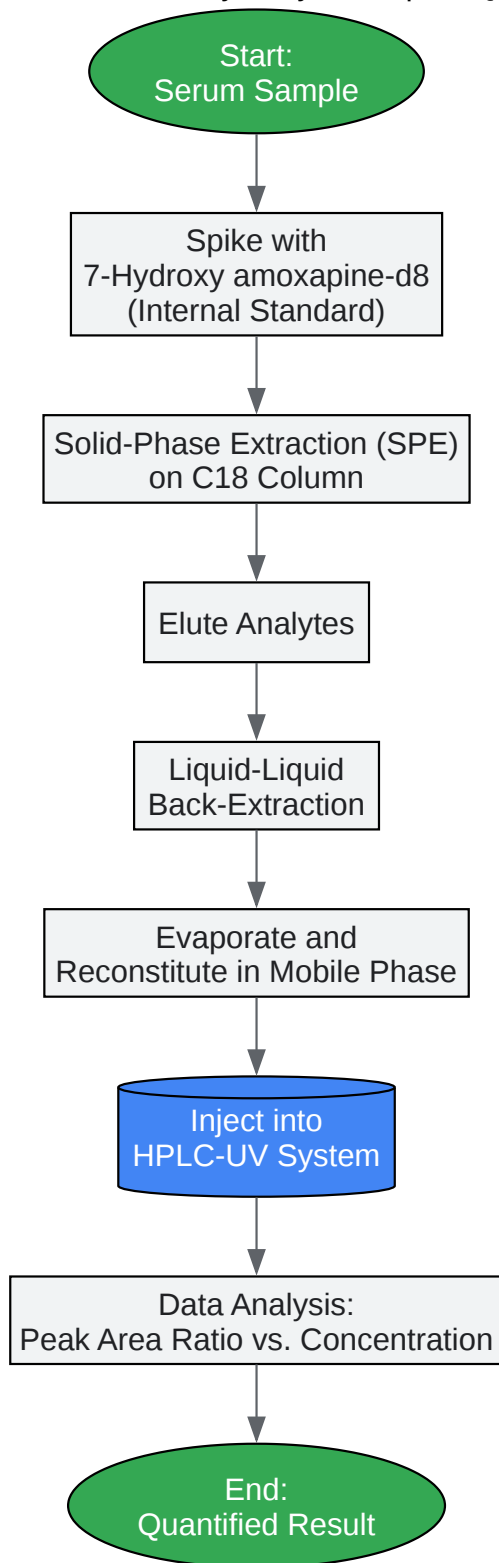 Start:
Serum Sample
Spike with
7-Hydroxy amoxapine-d8
(Internal Standard)
Solid-Phase Extraction (SPE)
on C18 Column
Elute Analytes
Liquid-Liquid
Back-Extraction
Evaporate and
Reconstitute in Mobile Phase
Inject into
HPLC-UV System
Data Analysis:
Peak Area Ratio vs. Concentration
End:
Quantified Result